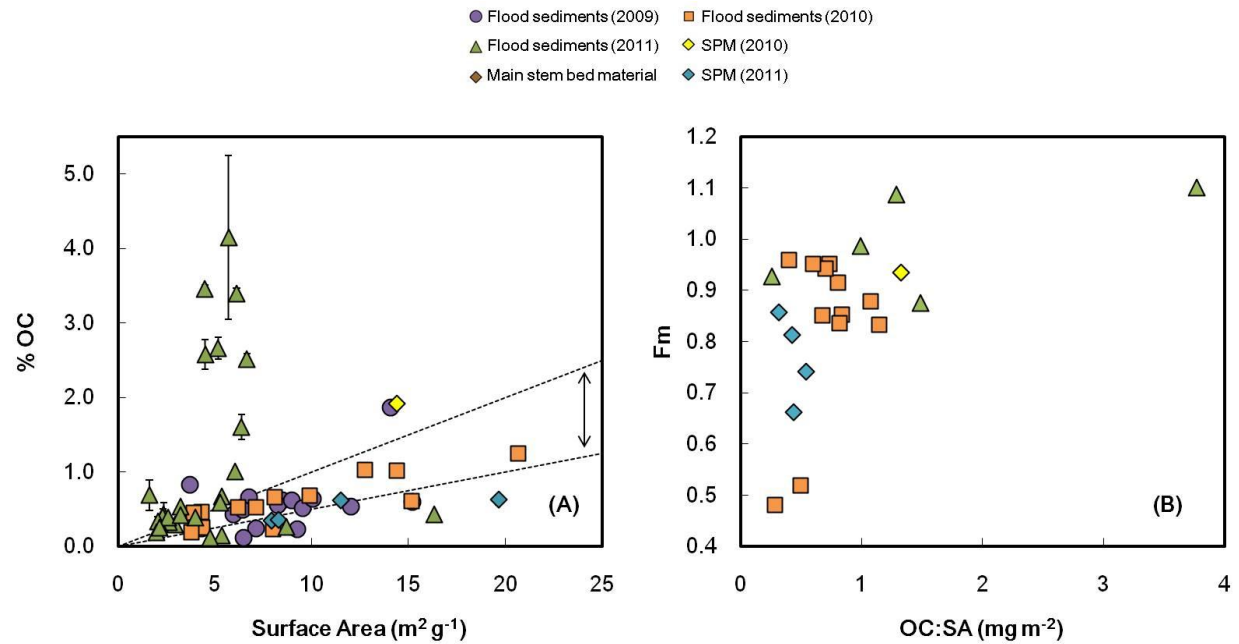 Flood sediments (2009) Flood sediments (2010)
Flood sediments (2011) SPM (2010)
Main stem bed material SPM (2011)
5.0
4.0
3.0
2.0
1.0
0.0
% OC
(A)
0 5 10 15 20 25
Surface Area (m² g⁻¹)
1.2
1.1
1.0
0.9
0.8
0.7
0.6
0.5
0.4
Fm
(B)
0 1 2 3 4
OC:SA (mg m⁻²)